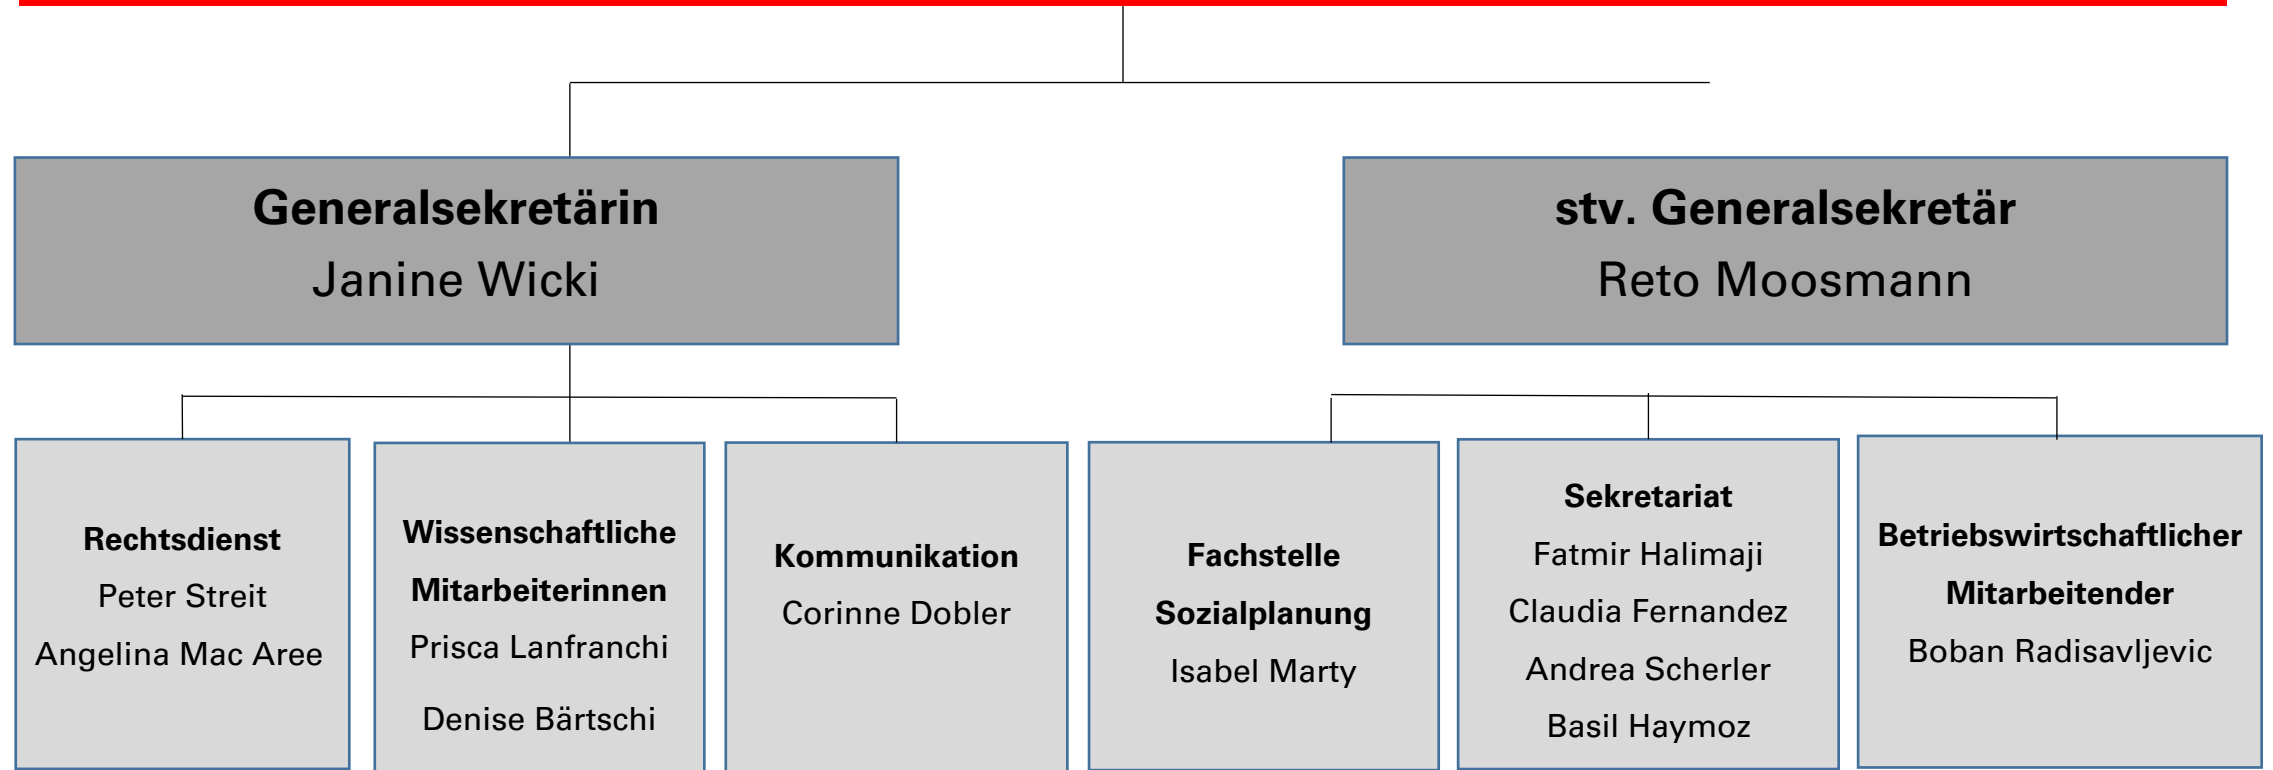 Generalsekretärin
Janine Wicki
stv. Generalsekretär
Reto Moosmann
Rechtsdienst
Peter Streit
Angelina Mac Aree
Wissenschaftliche
Mitarbeiterinnen
Prisca Lanfranchi
Denise Bärtschi
Kommunikation
Corinne Dobler
Fachstelle
Sozialplanung
Isabel Marty
Sekretariat
Fatmir Halimaji
Claudia Fernandez
Andrea Scherler
Basil Haymoz
Betriebswirtschaftlicher
Mitarbeitender
Boban Radisavljevic